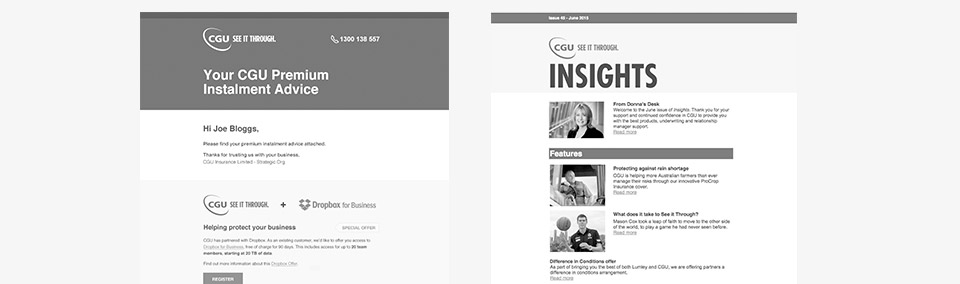 CGU SEE IT THROUGH.
1300 138 557
Your CGU Premium
Instalment Advice
Hi Joe Bloggs,
Please find your premium instalment advice attached.
Thanks for trusting us with your business,
CGU Insurance Limited - Strategic Org
CGU SEE IT THROUGH.
+
Dropbox for Business
Helping protect your business
SPECIAL OFFER
CGU has partnered with Dropbox. As an existing customer, we'd like to offer you access to
Dropbox for Business, free of charge for 90 days. This includes access for up to 25 team
members, starting at 20 TB of data
Find out more information about this Dropbox Offer.
REGISTER
Issue 45 - June 2015
CGU SEE IT THROUGH.
INSIGHTS
From Donna's Desk
Welcome to the June issue of Insights. Thank you for your
support and continued confidence in CGU to provide you
with the best products, underwriting and relationship
manager support.
Read more
Features
Protecting against rain shortage
CGU is helping more Australian farmers than ever
manage their risks through our innovative ProCrop
Insurance cover.
Read more
What does it take to See it Through?
Mason Cox took a leap of faith to move to the other side
of the world, to play a game he had never seen before.
Read more
Difference in Conditions offer
As part of bringing you the best of both Lumley and CGU, we are offering partners a
difference in conditions arrangement.
Read more